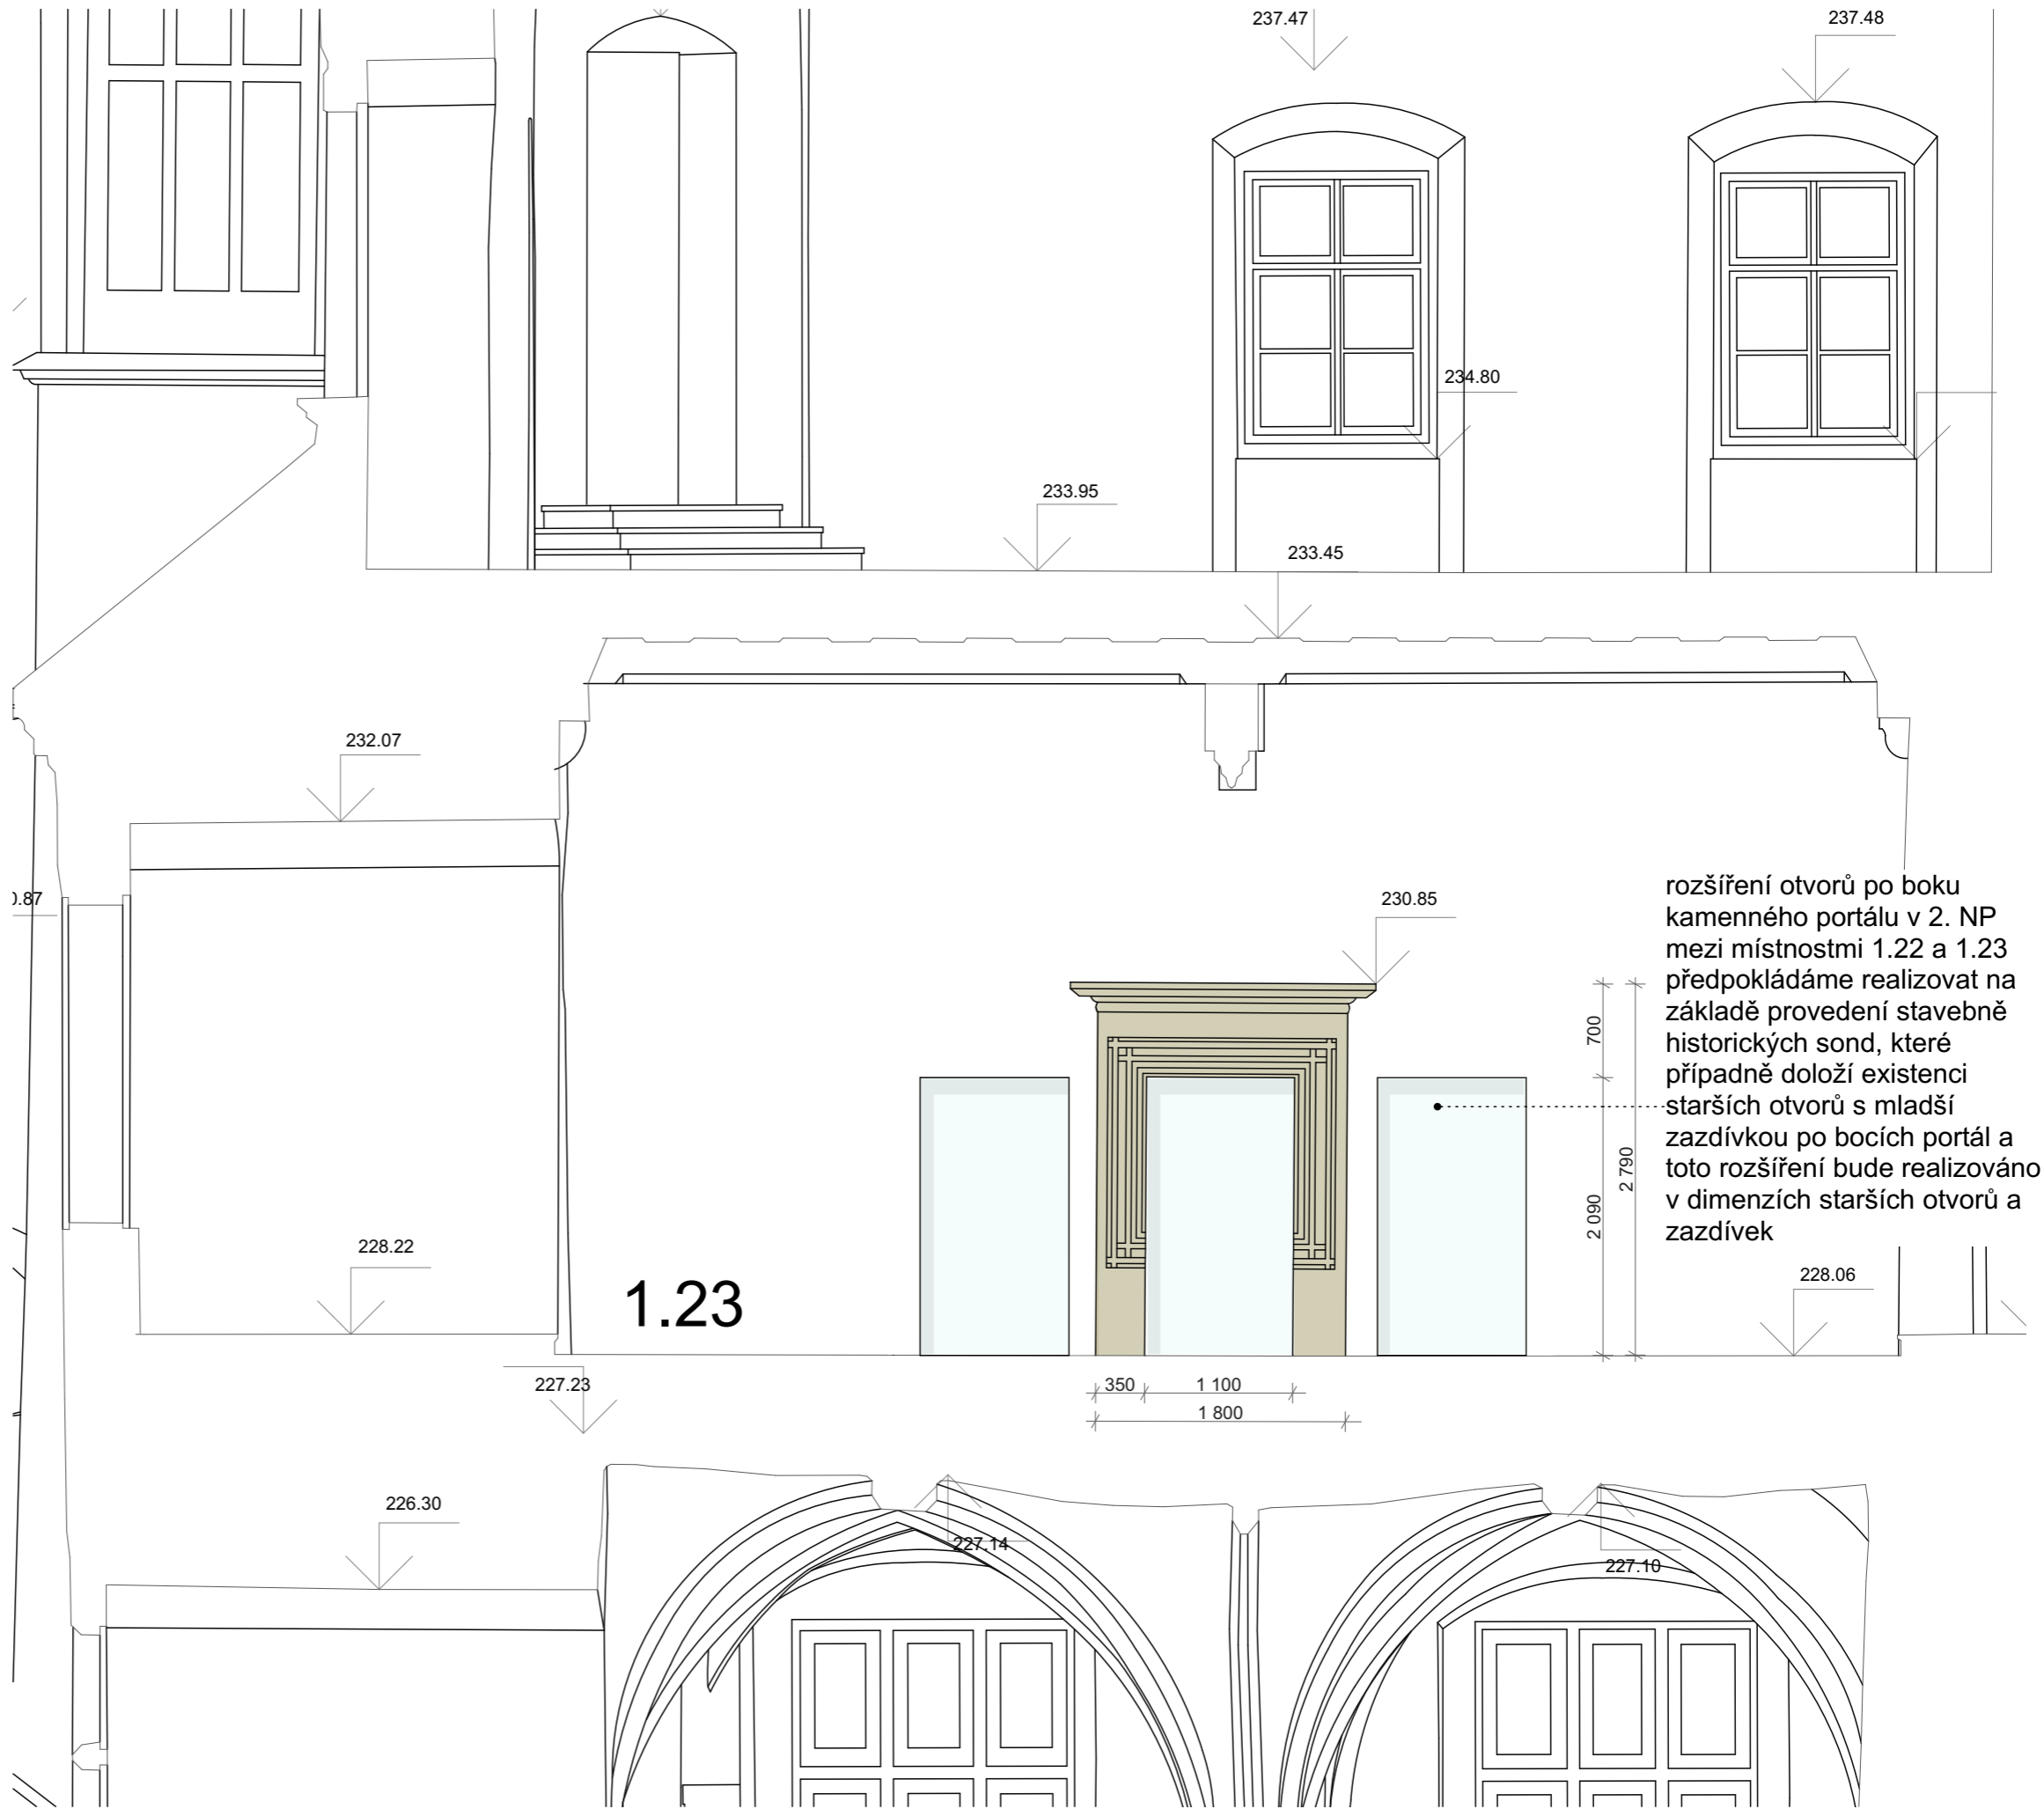 237.47
237.48
234.80
233.95
233.45
232.07
0.87
230.85
rozšíření otvorů po boku
kamenného portálu v 2. NP
mezi místnostmi 1.22 a 1.23
předpokládáme realizovat na
základě provedení stavebně
historických sond, které
případně doloží existenci
starších otvorů s mladší
zazdívkou po bocích portál a
toto rozšíření bude realizováno
v dimenzích starších otvorů a
zazdívek
700
2 790
2 090
228.22
1.23
228.06
227.23
350
1 100
1 800
226.30
227.14
227.10